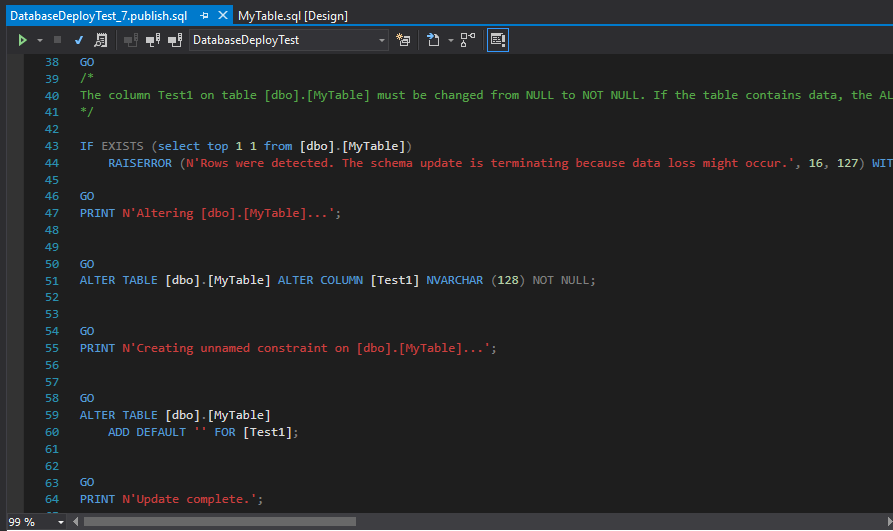 DatabaseDeployTest_7.publish.sql MyTable.sql [Design]
DatabaseDeployTest
38 GO
39 /*
40 The column Test1 on table [dbo].[MyTable] must be changed from NULL to NOT NULL. If the table contains data, the AL
41 */
42
43 IF EXISTS (select top 1 1 from [dbo].[MyTable])
44 RAISERROR (N'Rows were detected. The schema update is terminating because data loss might occur.', 16, 127) WIT
45
46 GO
47 PRINT N'Altering [dbo].[MyTable]...';
48
49
50 GO
51 ALTER TABLE [dbo].[MyTable] ALTER COLUMN [Test1] NVARCHAR (128) NOT NULL;
52
53
54 GO
55 PRINT N'Creating unnamed constraint on [dbo].[MyTable]...';
56
57
58 GO
59 ALTER TABLE [dbo].[MyTable]
60 ADD DEFAULT '' FOR [Test1];
61
62
63 GO
64 PRINT N'Update complete.';
99 %